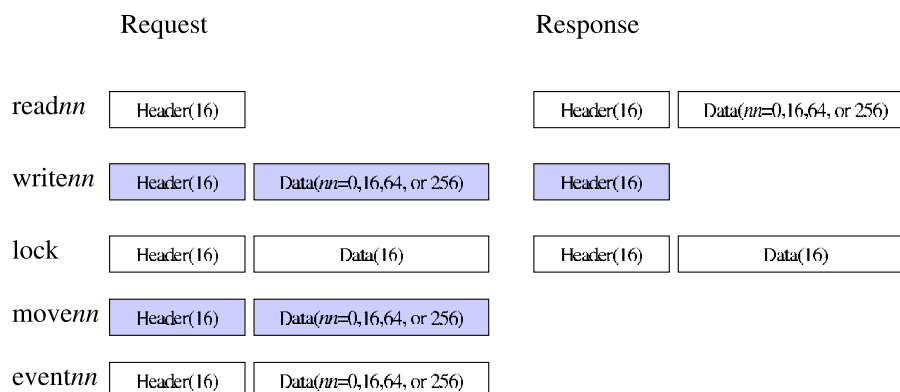 Request Response
readnn Header(16) Header(16) Data(nn=0,16,64, or 256)
writenn Header(16) Data(nn=0,16,64, or 256) Header(16)
lock Header(16) Data(16) Header(16) Data(16)
movenn Header(16) Data(nn=0,16,64, or 256)
eventnn Header(16) Data(nn=0,16,64, or 256)